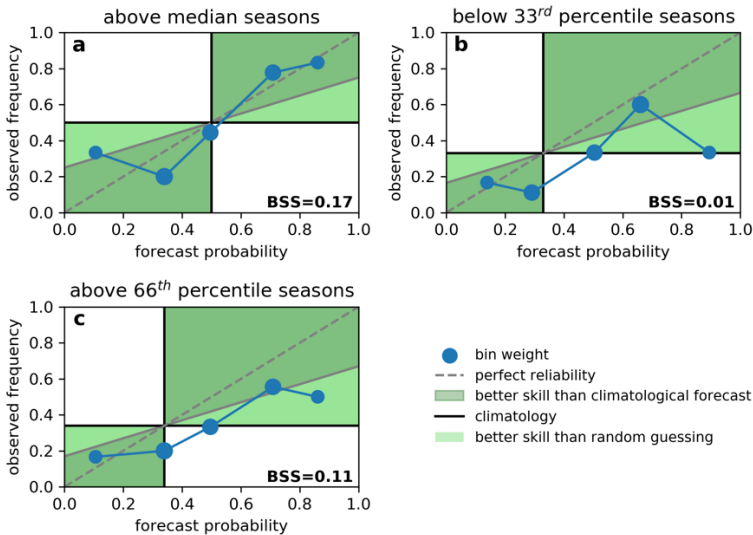 above median seasons
a
1.0
0.8
0.6
0.4
0.2
0.0
observed frequency
BSS=0.17
0.0 0.2 0.4 0.6 0.8 1.0
forecast probability
below 33rd percentile seasons
b
1.0
0.8
0.6
0.4
0.2
0.0
observed frequency
BSS=0.01
0.0 0.2 0.4 0.6 0.8 1.0
forecast probability
above 66th percentile seasons
c
1.0
0.8
0.6
0.4
0.2
0.0
observed frequency
BSS=0.11
0.0 0.2 0.4 0.6 0.8 1.0
forecast probability
bin weight
perfect reliability
better skill than climatological forecast
climatology
better skill than random guessing